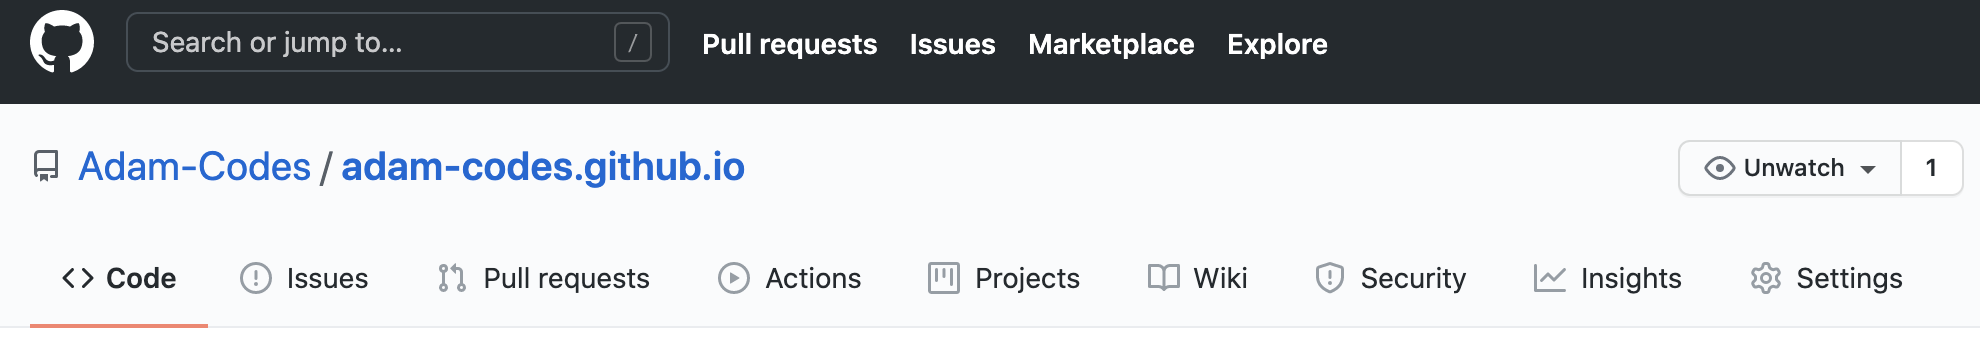 Search or jump to... / Pull requests Issues Marketplace Explore
Adam-Codes / adam-codes.github.io Unwatch 1
Code Issues Pull requests Actions Projects Wiki Security Insights Settings